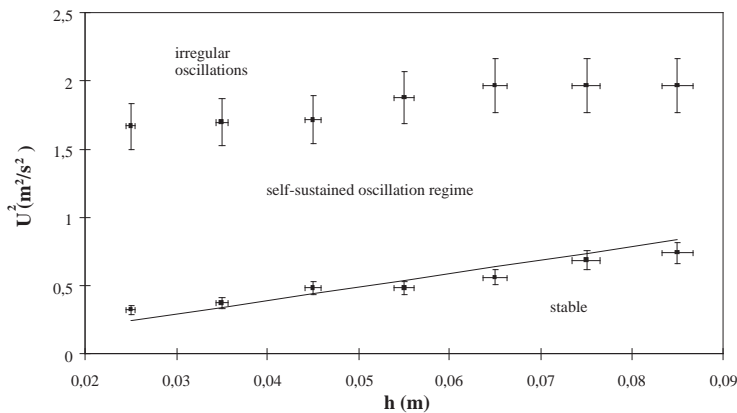 2,5
irregular
oscillations
2
1,5
self-sustained oscillation regime
U² (m²/s²)
1
0,5
stable
0
0,02 0,03 0,04 0,05 0,06 0,07 0,08 0,09
h (m)